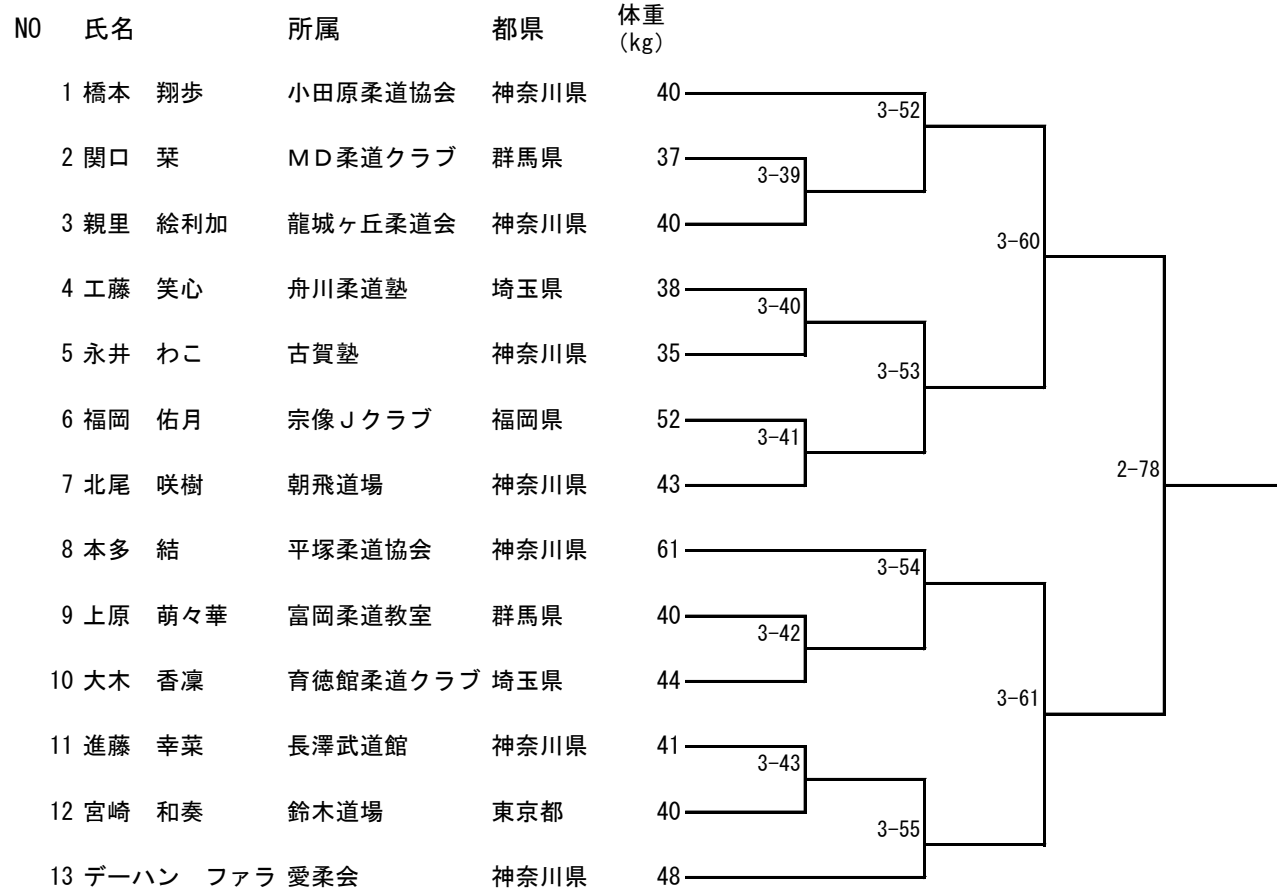 NO 氏名 所属 都県 体重
(kg)
1 橋本 翔歩 小田原柔道協会 神奈川県 40
3-52
2 関口 栞 MD柔道クラブ 群馬県 37
3-39
3 親里 絵利加 龍城ヶ丘柔道会 神奈川県 40
3-60
4 工藤 笑心 舟川柔道塾 埼玉県 38
3-40
5 永井 わこ 古賀塾 神奈川県 35
3-53
6 福岡 佑月 宗像Jクラブ 福岡県 52
3-41
2-78
7 北尾 咲樹 朝飛道場 神奈川県 43
8 本多 結 平塚柔道協会 神奈川県 61
3-54
9 上原 萌々華 富岡柔道教室 群馬県 40
3-42
10 大木 香凜 育徳館柔道クラブ 埼玉県 44
3-61
11 進藤 幸菜 長澤武道館 神奈川県 41
3-43
12 宮崎 和奏 鈴木道場 東京都 40
3-55
13 デーハン ファラ 愛柔会 神奈川県 48